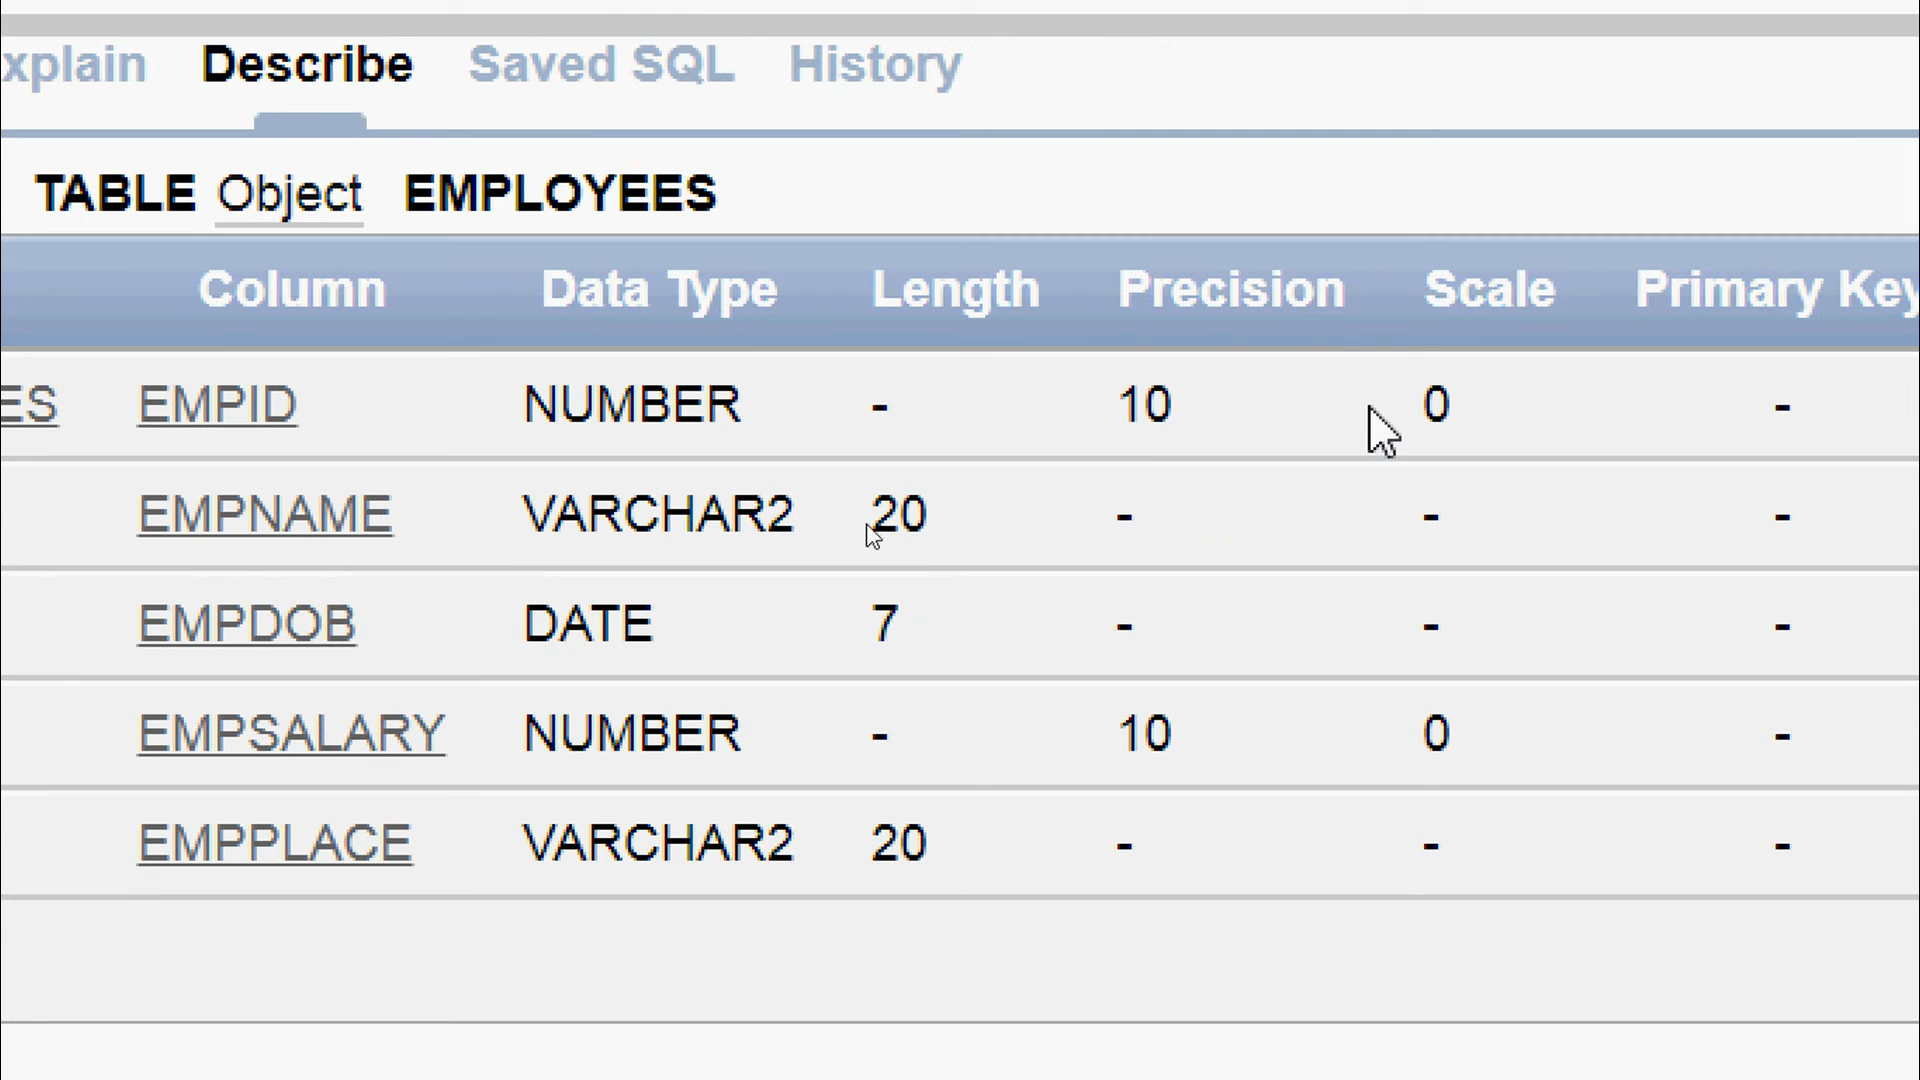 xplain Describe Saved SQL History
TABLE Object EMPLOYEES
Column Data Type Length Precision Scale Primary Key
ES EMPID NUMBER - 10 0 -
EMPNAME VARCHAR2 20 - - -
EMPDOB DATE 7 - - -
EMPSALARY NUMBER - 10 0 -
EMPPLACE VARCHAR2 20 - - -